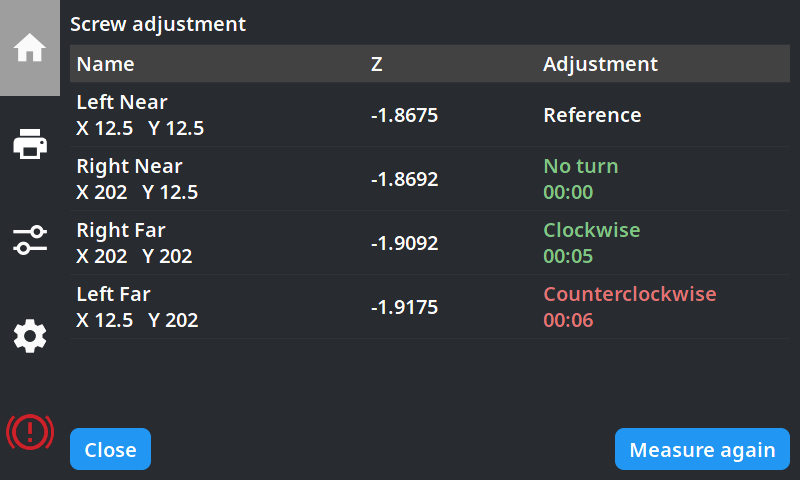 Screw adjustment
Name Z Adjustment
Left Near
X 12.5 Y 12.5 -1.8675 Reference
Right Near No turn
X 202 Y 12.5 -1.8692 00:00
Right Far Clockwise
X 202 Y 202 -1.9092 00:05
Left Far Counterclockwise
X 12.5 Y 202 -1.9175 00:06
Close Measure again